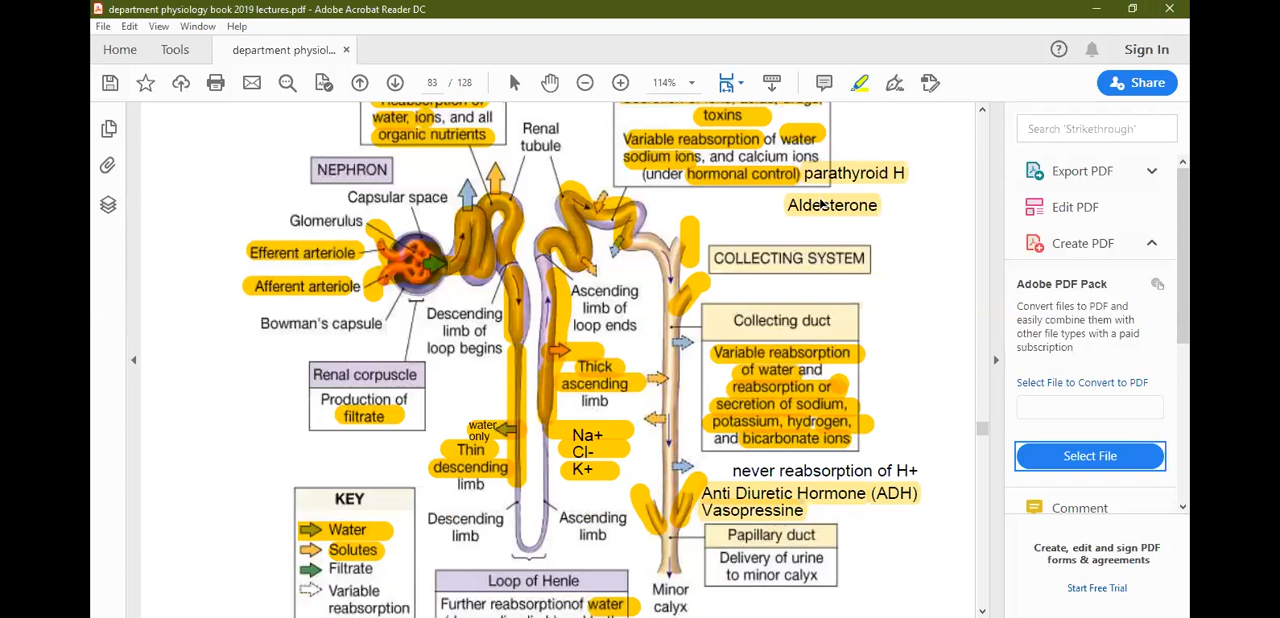 department physiology book 2019 lectures.pdf - Adobe Acrobat Reader DC
File Edit View Window Help
Home Tools department physiol... × Sign In
83 / 128 114% Share
Reabsorption of
water, ions, and all
organic nutrients
Renal
tubule
toxins
Variable reabsorption of water
sodium ions, and calcium ions
(under hormonal control) parathyroid H
Aldesterone
NEPHRON
Capsular space
Glomerulus
Efferent arteriole
Afferent arteriole
Bowman's capsule
Descending
limb of
loop begins
Ascending
limb of
loop ends
COLLECTING SYSTEM
Collecting duct
Variable reabsorption
of water and
reabsorption or
secretion of sodium,
potassium, hydrogen,
and bicarbonate ions
Renal corpuscle
Production of
filtrate
Thick
ascending
limb
water
only
Thin
descending
limb
Na+
Cl-
K+
never reabsorption of H+
Anti Diuretic Hormone (ADH)
Vasopressine
Papillary duct
Delivery of urine
to minor calyx
KEY
Water
Solutes
Filtrate
Variable
reabsorption
Descending
limb
Ascending
limb
Loop of Henle
Further reabsorptionof water
Minor
calyx
Search 'Strikethrough'
Export PDF
Edit PDF
Create PDF
Adobe PDF Pack
Convert files to PDF and
easily combine them with
other file types with a paid
subscription
Select File to Convert to PDF
Select File
Comment
Create, edit and sign PDF
forms & agreements
Start Free Trial